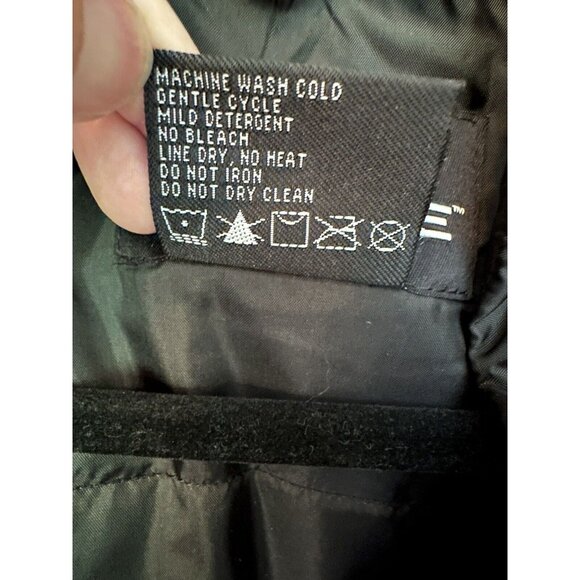 MACHINE WASH COLD
GENTLE CYCLE
MILD DETERGENT
NO BLEACH
LINE DRY, NO HEAT
DO NOT IRON
DO NOT DRY CLEAN
E™